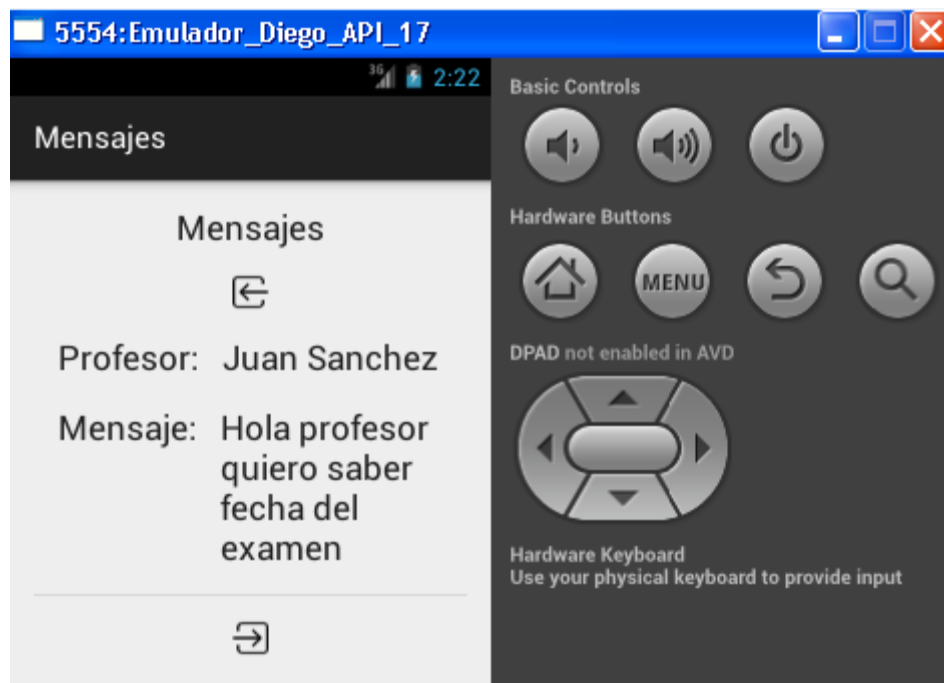 5554:Emulador_Diego_API_17
3G 2:22
Mensajes
Mensajes
Profesor: Juan Sanchez
Mensaje: Hola profesor
quiero saber
fecha del
examen
Basic Controls
Hardware Buttons
MENU
DPAD not enabled in AVD
Hardware Keyboard
Use your physical keyboard to provide input